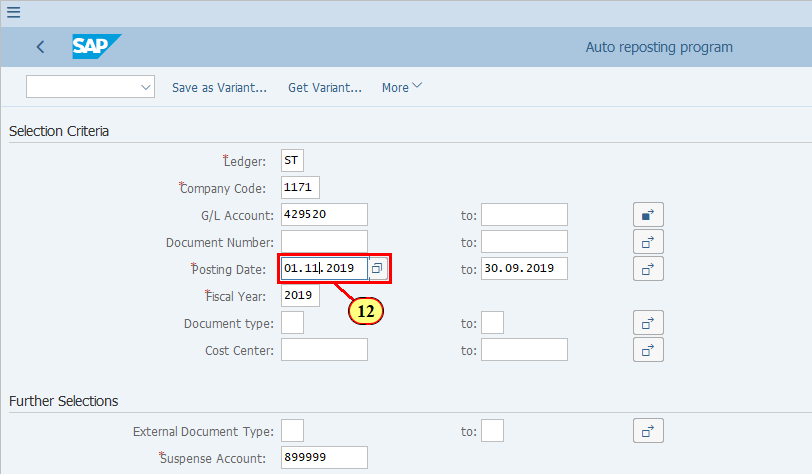 SAP
Auto reposting program
Save as Variant... Get Variant... More
Selection Criteria
*Ledger: ST
*Company Code: 1171
G/L Account: 429520 to:
Document Number: to:
*Posting Date: 01.11.2019 to: 30.09.2019
*Fiscal Year: 2019
12
Document type: to:
Cost Center: to:
Further Selections
External Document Type: to:
*Suspense Account: 899999